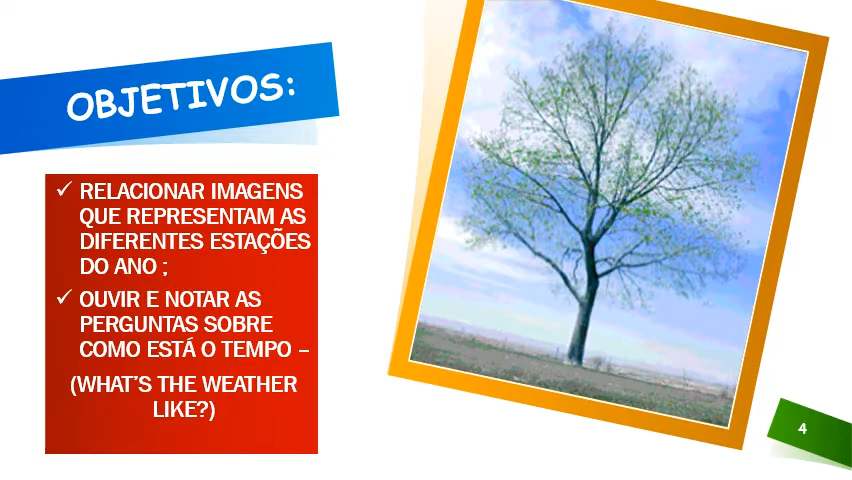 OBJETIVOS:
✓ RELACIONAR IMAGENS
QUE REPRESENTAM AS
DIFERENTES ESTAÇÕES
DO ANO ;
✓ OUVIR E NOTAR AS
PERGUNTAS SOBRE
COMO ESTÁ O TEMPO –
(WHAT’S THE WEATHER
LIKE?)
4